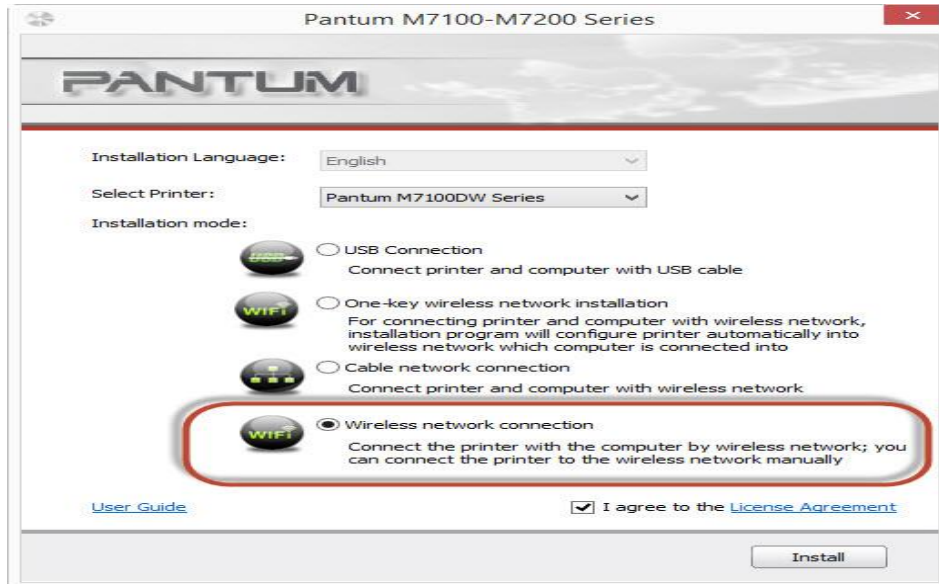 Pantum M7100-M7200 Series
PANTUM
Installation Language:
English
Select Printer:
Pantum M7100DW Series
Installation mode:
USB
USB Connection
Connect printer and computer with USB cable
WIFI
One-key wireless network installation
For connecting printer and computer with wireless network,
installation program will configure printer automatically into
wireless network which computer is connected into
Cable network connection
Connect printer and computer with wireless network
WIFI
Wireless network connection
Connect the printer with the computer by wireless network; you
can connect the printer to the wireless network manually
User Guide
I agree to the License Agreement
Install